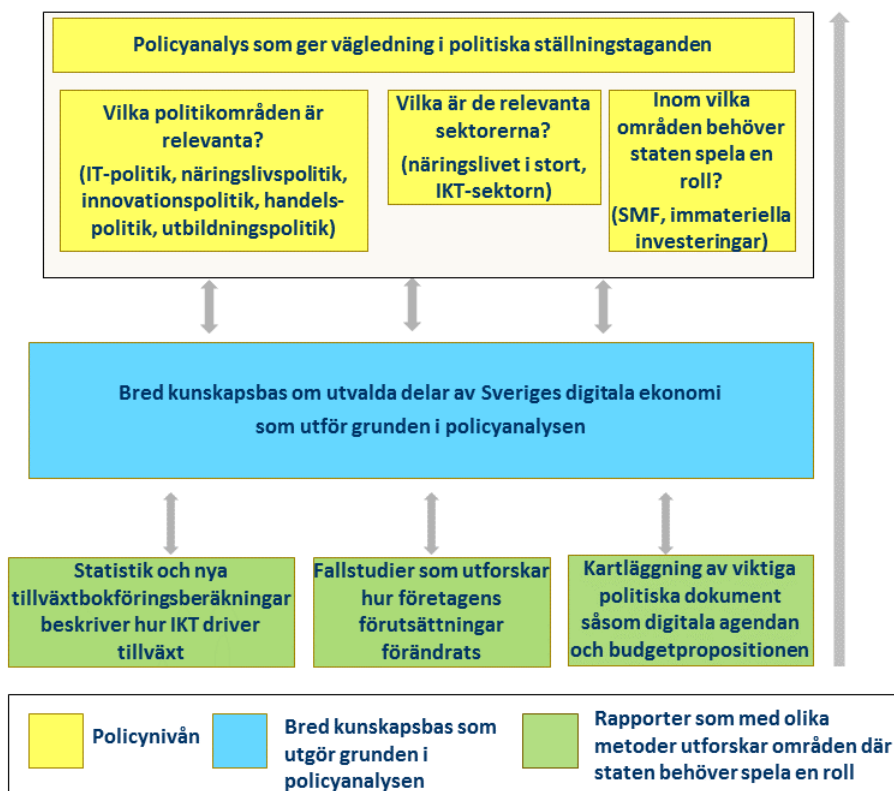 Policyanalys som ger vägledning i politiska ställningstaganden
Vilka politikområden är
relevanta?
(IT-politik, näringslivspolitik,
innovationspolitik, handels-
politik, utbildningspolitik)
Vilka är de relevanta
sektorerna?
(näringslivet i stort,
IKT-sektorn)
Inom vilka
områden behöver
staten spela en
roll?
(SMF, immateriella
investeringar)
Bred kunskapsbas om utvalda delar av Sveriges digitala ekonomi
som utför grunden i policyanalysen
Statistik och nya
tillväxtbokföringsberäkningar
beskriver hur IKT driver
tillväxt
Fallstudier som utforskar
hur företagens
förutsättningar
förändrats
Kartläggning av viktiga
politiska dokument
såsom digitala agendan
och budgetpropositionen
Policynivån
Bred kunskapsbas som
utgör grunden i
policyanalysen
Rapporter som med olika
metoder utforskar områden där
staten behöver spela en roll